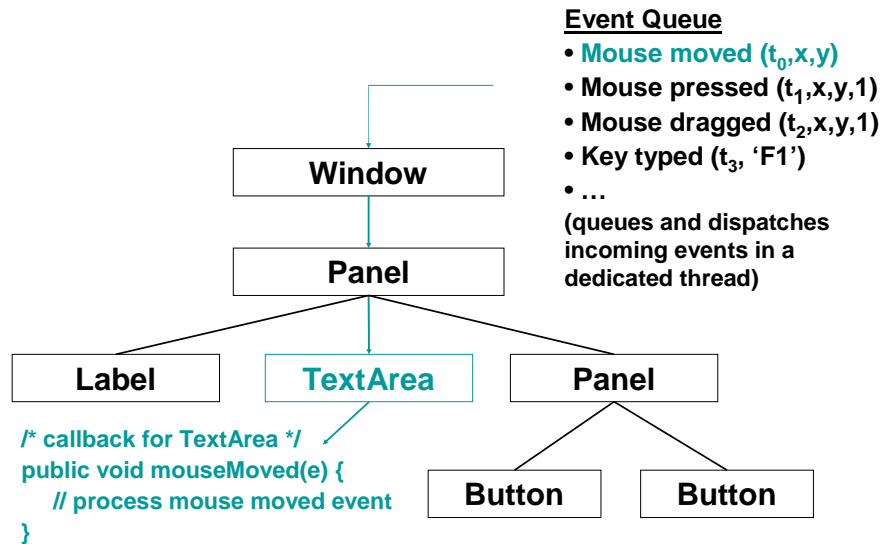 Event Queue
• Mouse moved (t₀,x,y)
• Mouse pressed (t₁,x,y,1)
• Mouse dragged (t₂,x,y,1)
• Key typed (t₃, ‘F1’)
• …
(queues and dispatches
incoming events in a
dedicated thread)
Window
Panel
Label
TextArea
Panel
/* callback for TextArea */
public void mouseMoved(e) {
// process mouse moved event
}
Button
Button